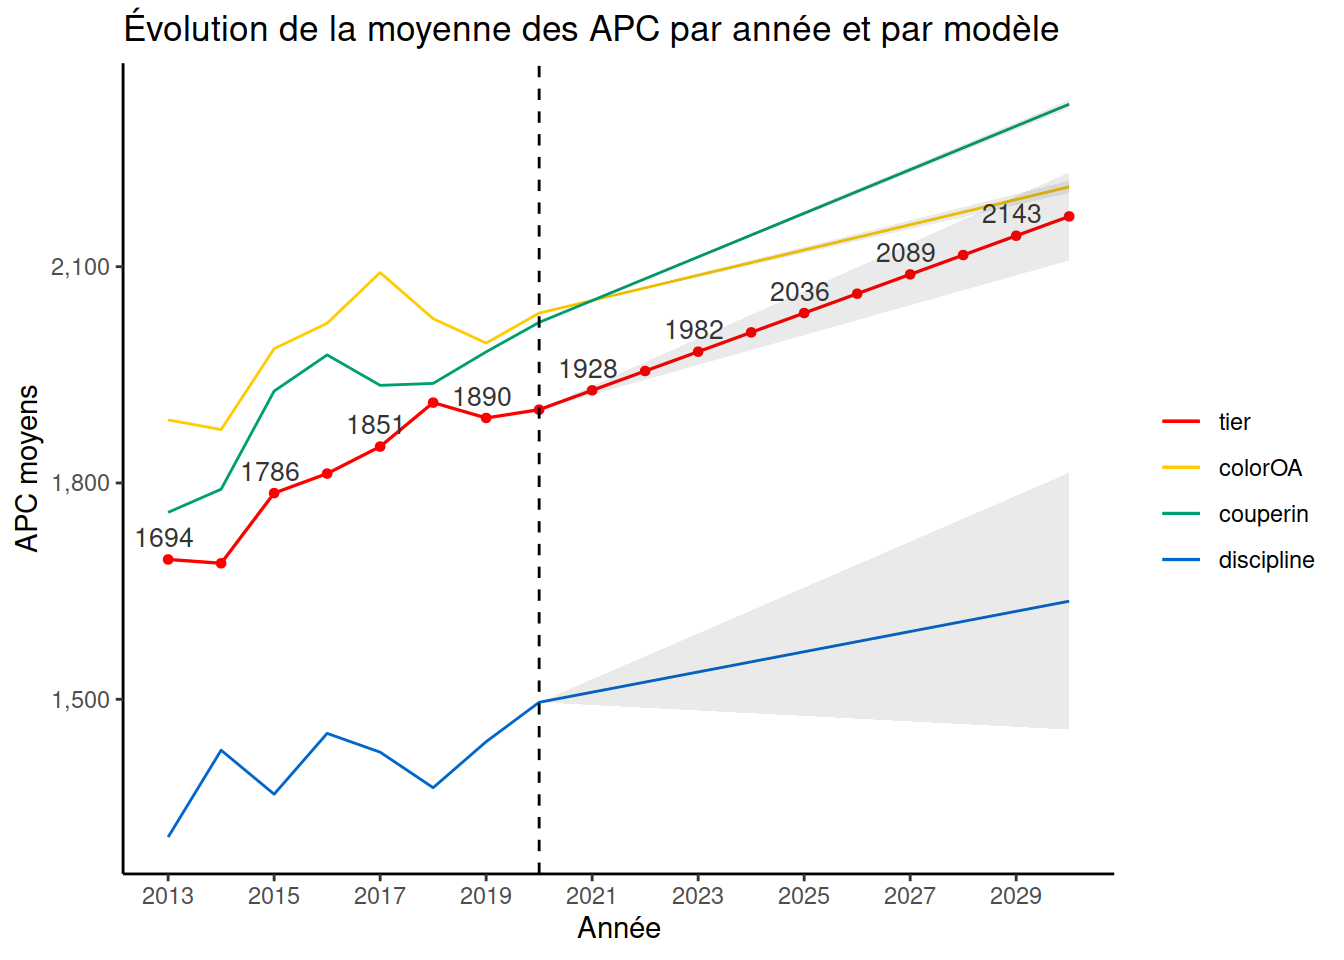 Évolution de la moyenne des APC par année et par modèle
APC moyens
2,100
1,800
1,500
1694
1786
1851
1890
1928
1982
2036
2089
2143
2013 2015 2017 2019 2021 2023 2025 2027 2029
Année
tier
colorOA
couperin
discipline